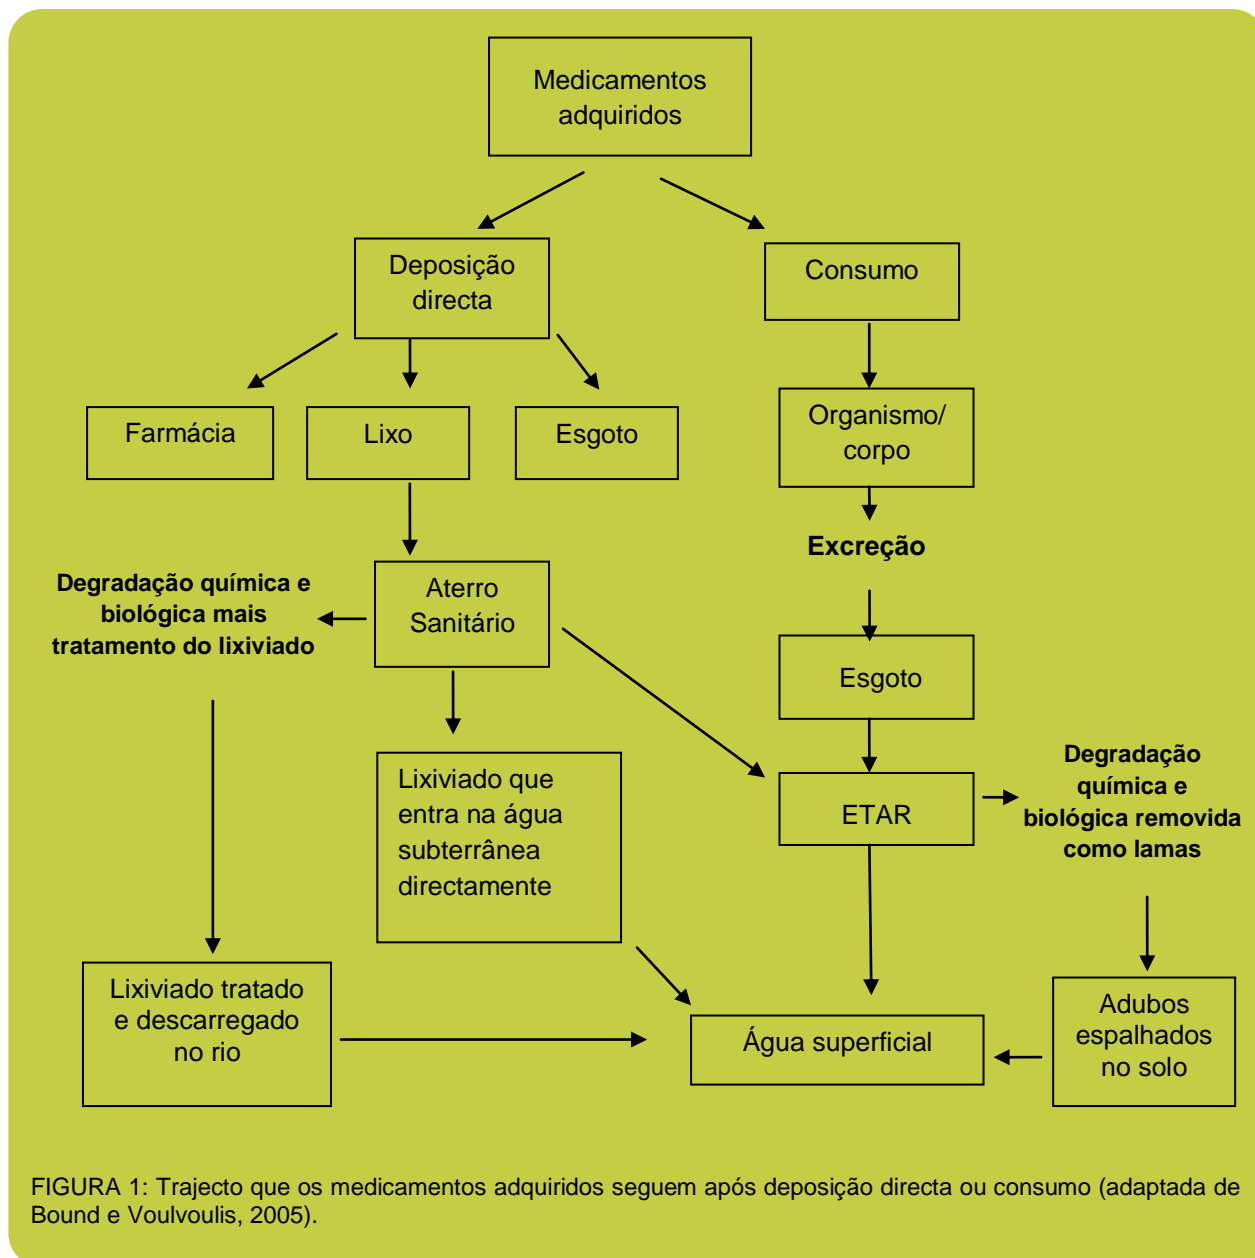 Medicamentos
adquiridos
Deposição
directa
Consumo
Farmácia
Lixo
Esgoto
Organismo/
corpo
Excreção
Degradação química e
biológica mais
tratamento do lixiviado
Aterro
Sanitário
Esgoto
Lixiviado que
entra na água
subterrânea
directamente
ETAR
Degradação
química e
biológica removida
como lamas
Lixiviado tratado
e descarregado
no rio
Água superficial
Adubos
espalhados
no solo
FIGURA 1: Trajecto que os medicamentos adquiridos seguem após deposição directa ou consumo (adaptada de
Bound e Voulvoulis, 2005).